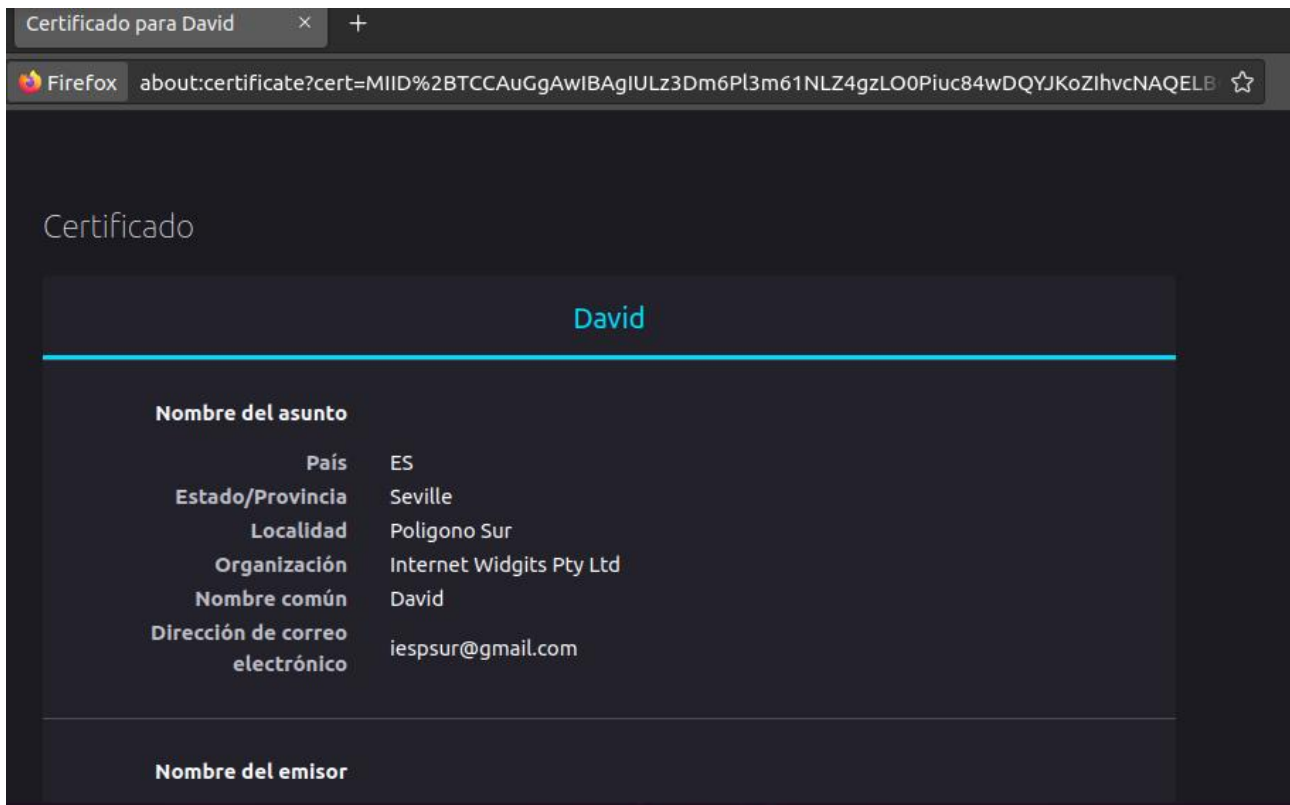 Certificado para David × +
Firefox about:certificate?cert=MIID%2BTCCAuGgAwIBAgIULz3Dm6Pl3m61NLZ4gzLO0Piuc84wDQYJKoZIhvcNAQELB
Certificado
David
Nombre del asunto
País ES
Estado/Provincia Seville
Localidad Poligono Sur
Organización Internet Widgits Pty Ltd
Nombre común David
Dirección de correo
electrónico iespsur@gmail.com
Nombre del emisor